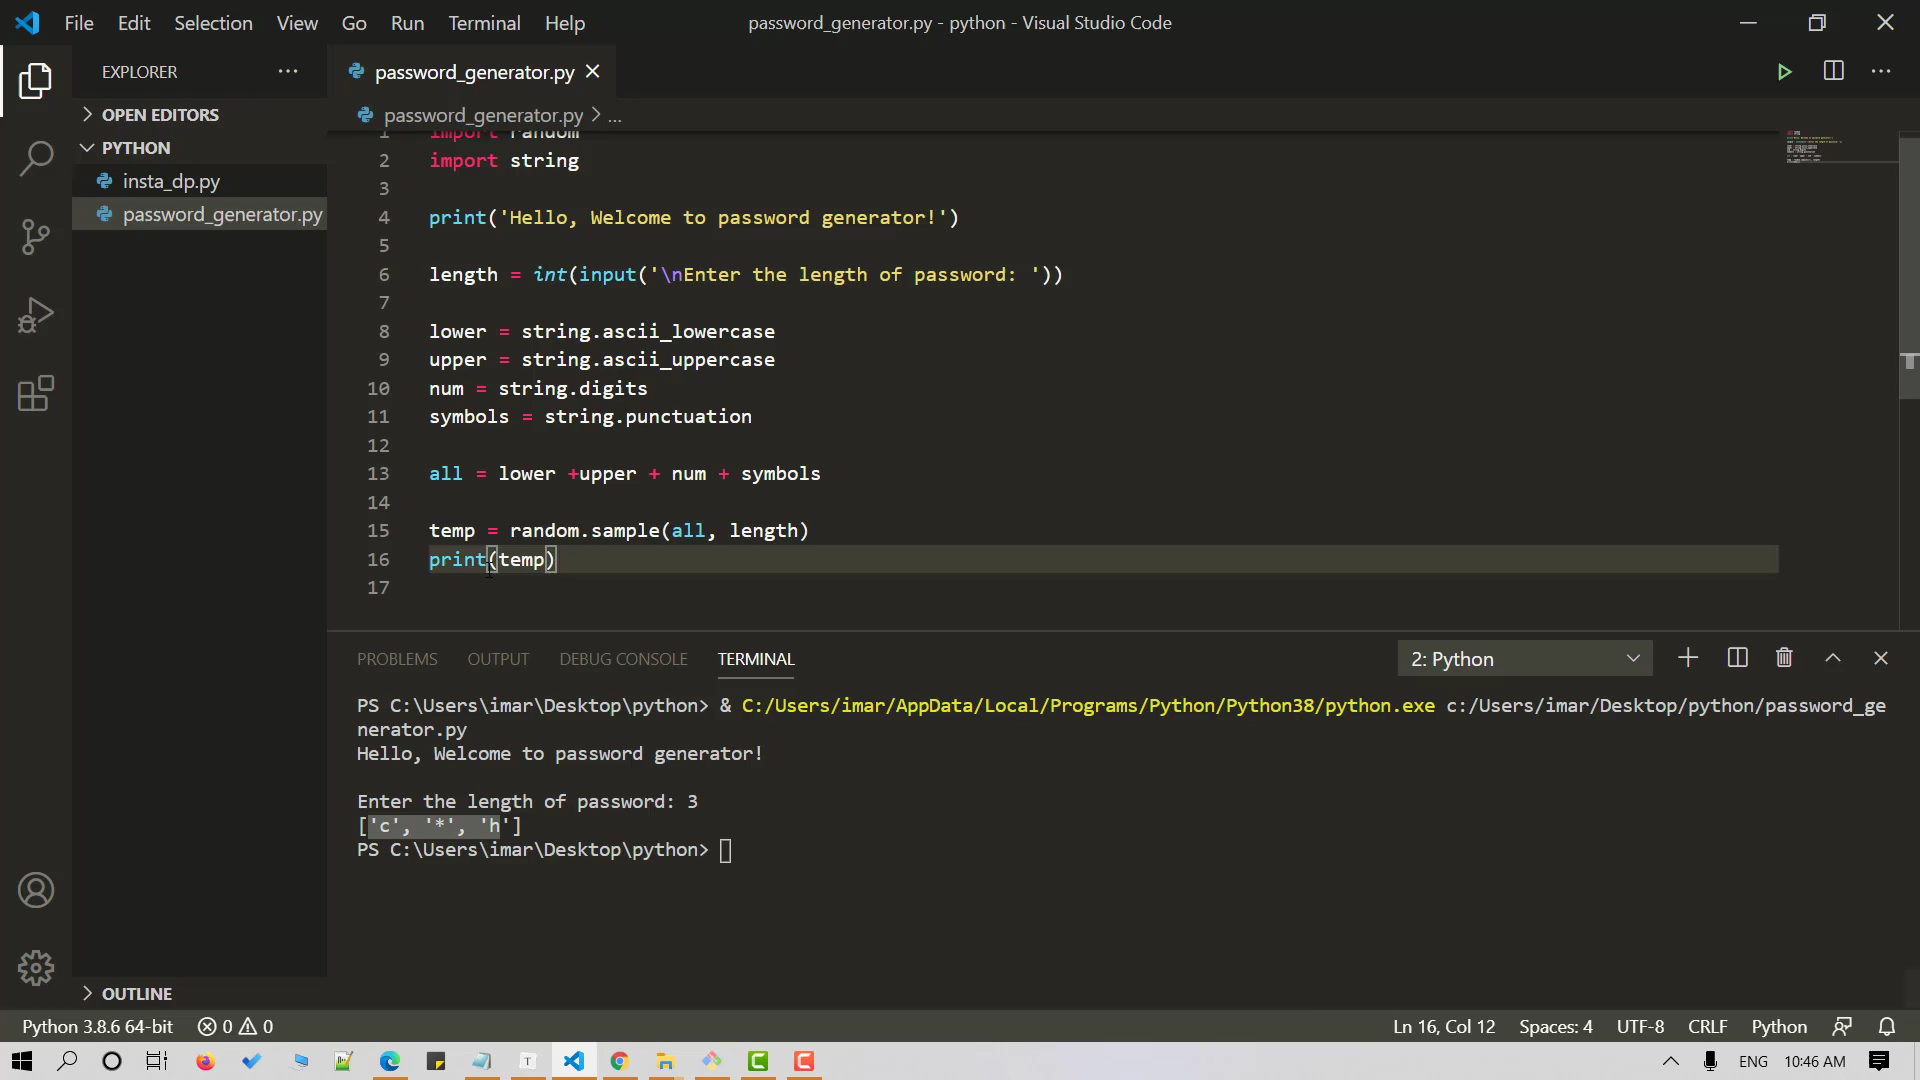 File Edit Selection View Go Run Terminal Help password_generator.py - python - Visual Studio Code
EXPLORER ···
password_generator.py
OPEN EDITORS
password_generator.py > ...
PYTHON
insta_dp.py
password_generator.py
1 import random
2 import string
3
4 print('Hello, Welcome to password generator!')
5
6 length = int(input('\nEnter the length of password: '))
7
8 lower = string.ascii_lowercase
9 upper = string.ascii_uppercase
10 num = string.digits
11 symbols = string.punctuation
12
13 all = lower +upper + num + symbols
14
15 temp = random.sample(all, length)
16 print(temp)
17
PROBLEMS OUTPUT DEBUG CONSOLE TERMINAL 2: Python
PS C:\Users\imar\Desktop\python> & C:/Users/imar/AppData/Local/Programs/Python/Python38/python.exe c:/Users/imar/Desktop/python/password_ge
nerator.py
Hello, Welcome to password generator!
Enter the length of password: 3
['c', '*', 'h']
PS C:\Users\imar\Desktop\python>
OUTLINE
Python 3.8.6 64-bit 0 0 Ln 16, Col 12 Spaces: 4 UTF-8 CRLF Python
ENG 10:46 AM